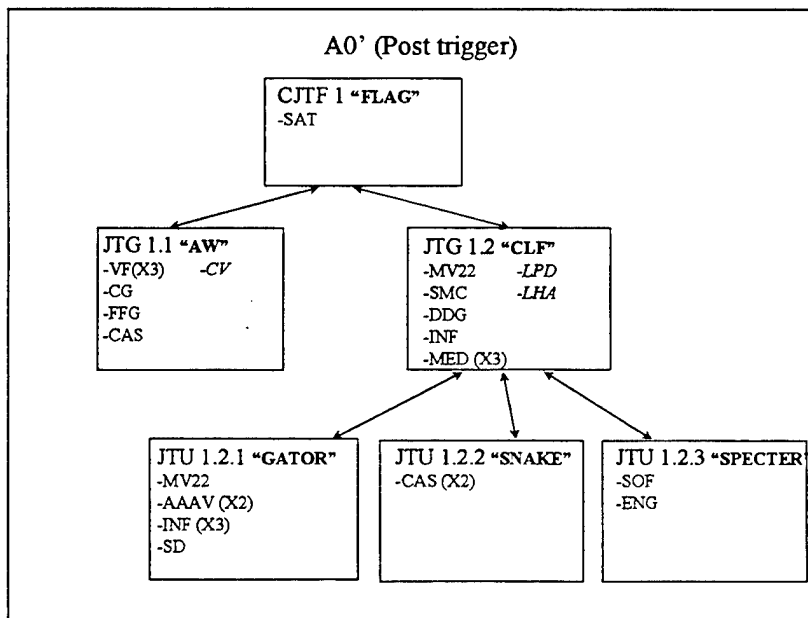 A0' (Post trigger)
CJTF 1 “FLAG”
-SAT
JTG 1.1 “AW”
-VF(X3) -CV
-CG
-FFG
-CAS
JTG 1.2 “CLF”
-MV22 -LPD
-SMC -LHA
-DDG
-INF
-MED (X3)
JTU 1.2.1 “GATOR”
-MV22
-AAAV (X2)
-INF (X3)
-SD
JTU 1.2.2 “SNAKE”
-CAS (X2)
JTU 1.2.3 “SPECTER”
-SOF
-ENG